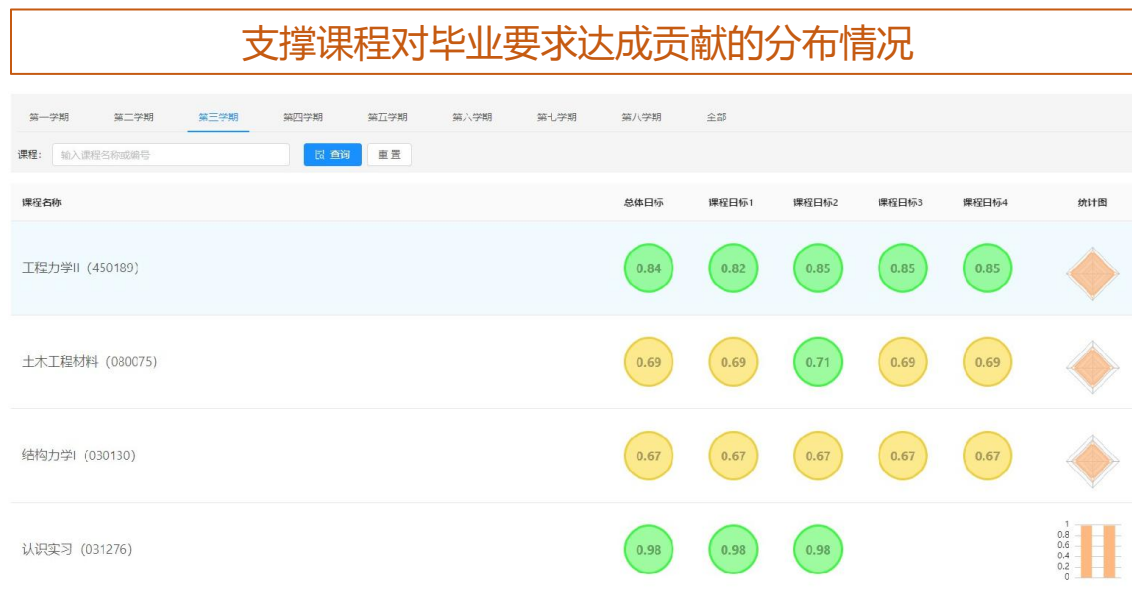 支撑课程对毕业要求达成贡献的分布情况
第一学期 第二学期 第三学期 第四学期 第五学期 第六学期 第七学期 第八学期 全部
课程： 输入课程名称或编号 查询 重置
课程名称 总体目标 课程目标1 课程目标2 课程目标3 课程目标4 统计图
工程力学II（450189） 0.84 0.82 0.85 0.85 0.85
土木工程材料（080075） 0.69 0.69 0.71 0.69 0.69
结构力学I（030130） 0.67 0.67 0.67 0.67 0.67
认识实习（031276） 0.98 0.98 0.98
1
0.8
0.6
0.4
0.2
0